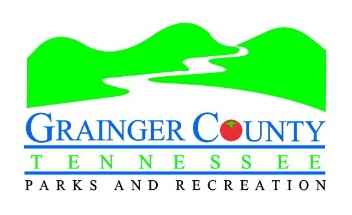 GRAINGER COUNTY
TENNESSEE
PARKS AND RECREATION